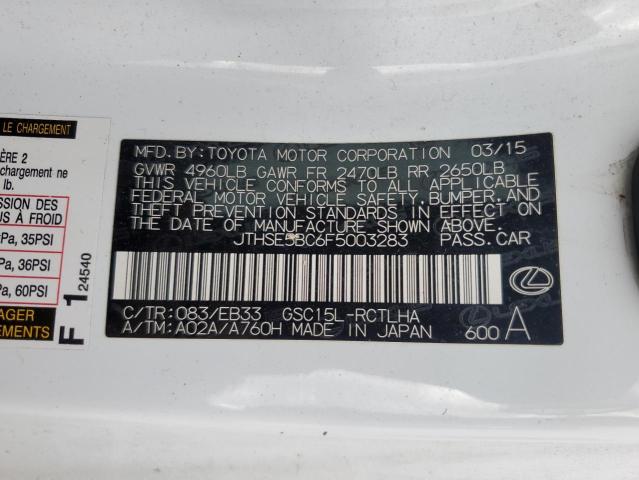 LE CHARGEMENT
ÈRE 2
chargement ne
lb.
ESSION DES
US À FROID
Pa, 35PSI
Pa, 36PSI
Pa, 60PSI
AGER
NEMENTS
F 1 24540
MFD. BY: TOYOTA MOTOR CORPORATION 03/15
GVWR 4960LB GAWR FR 2470LB RR 2650LB
THIS VEHICLE CONFORMS TO ALL APPLICABLE
FEDERAL MOTOR VEHICLE SAFETY, BUMPER, AND
THEFT PREVENTION STANDARDS IN EFFECT ON
THE DATE OF MANUFACTURE SHOWN ABOVE.
JTHSE5BC6F5003283 PASS. CAR
C/TR: 083/EB33 GSC15L-RCTLHA
A/TM: A02A/A760H MADE IN JAPAN 600 A